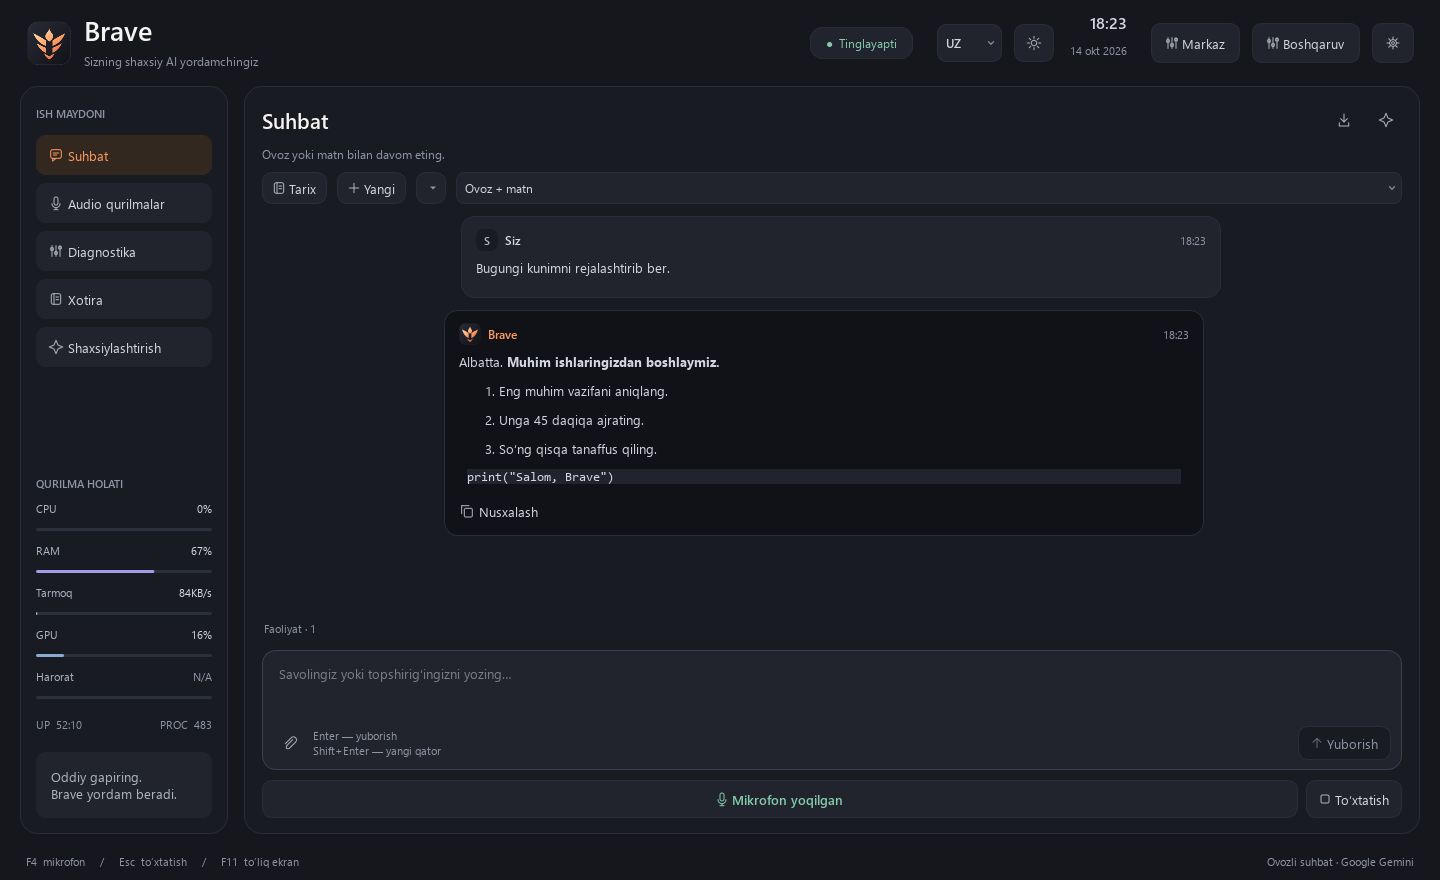 Brave
Sizning shaxsiy AI yordamchingiz
Tinglayapti
UZ
18:23
14 okt 2026
Markaz
Boshqaruv
ISH MAYDONI
Suhbat
Audio qurilmalar
Diagnostika
Xotira
Shaxsiylashtirish
QURILMA HOLATI
CPU 0%
RAM 67%
Tarmoq 84KB/s
GPU 16%
Harorat N/A
UP 52:10 PROC 483
Oddiy gapiring.
Brave yordam beradi.
Suhbat
Ovoz yoki matn bilan davom eting.
Tarix
Yangi
Ovoz + matn
S Siz 18:23
Bugungi kunimni rejalashtirib ber.
Brave 18:23
Albatta. Muhim ishlaringizdan boshlaymiz.
1. Eng muhim vazifani aniqlang.
2. Unga 45 daqiqa ajrating.
3. So‘ng qisqa tanaffus qiling.
print("Salom, Brave")
Nusxalash
Faoliyat · 1
Savolingiz yoki topshirig‘ingizni yozing...
Enter — yuborish
Shift+Enter — yangi qator
Yuborish
Mikrofon yoqilgan
To‘xtatish
F4 mikrofon / Esc to‘xtatish / F11 to‘liq ekran
Ovozli suhbat · Google Gemini